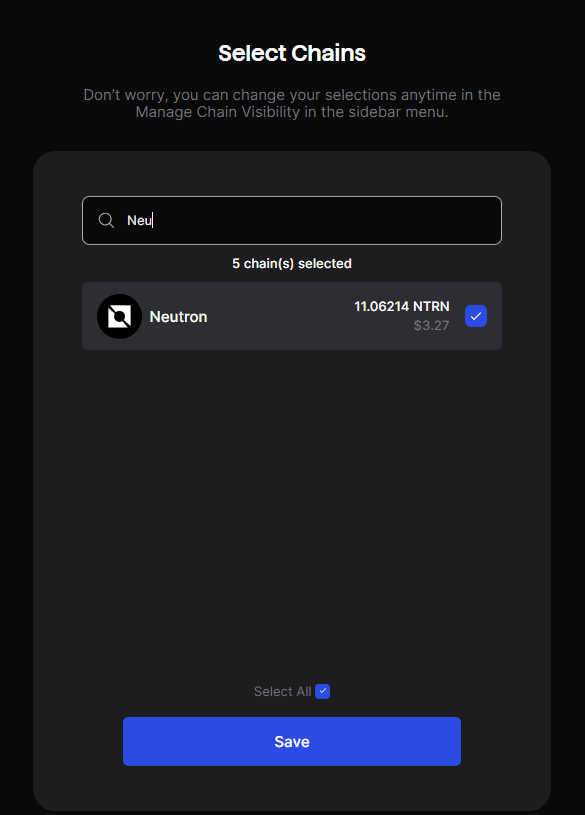 Select Chains
Don’t worry, you can change your selections anytime in the
Manage Chain Visibility in the sidebar menu.
Neu
5 chain(s) selected
Neutron
11.06214 NTRN
$3.27
Select All
Save